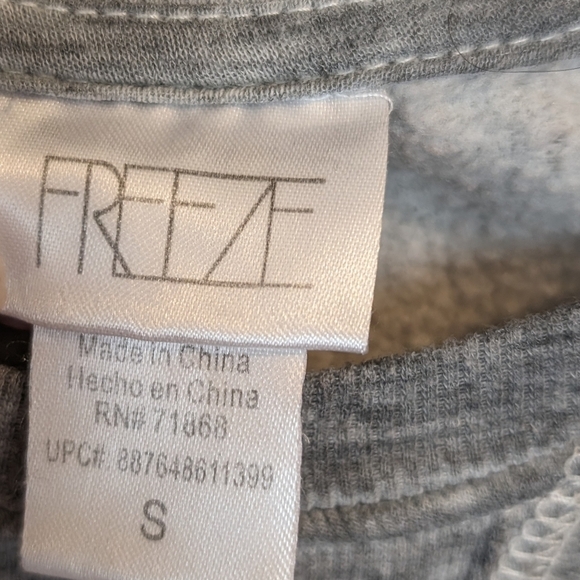 FREEZE
Made in China
Hecho en China
RN# 71868
UPC# 887648611399
S